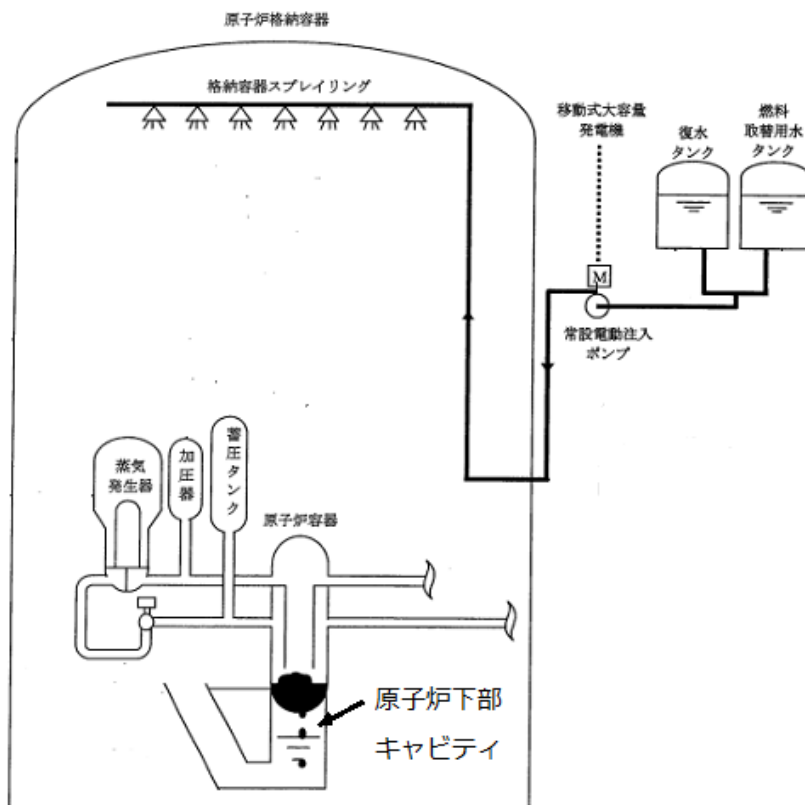 原子炉格納容器
格納容器スプレイリング
移動式大容量
発電機
復水
タンク
燃料
取替用水
タンク
M
常設電動注入
ポンプ
蒸気
発生器
加圧器
蓄圧タンク
原子炉容器
原子炉下部
キャビティ